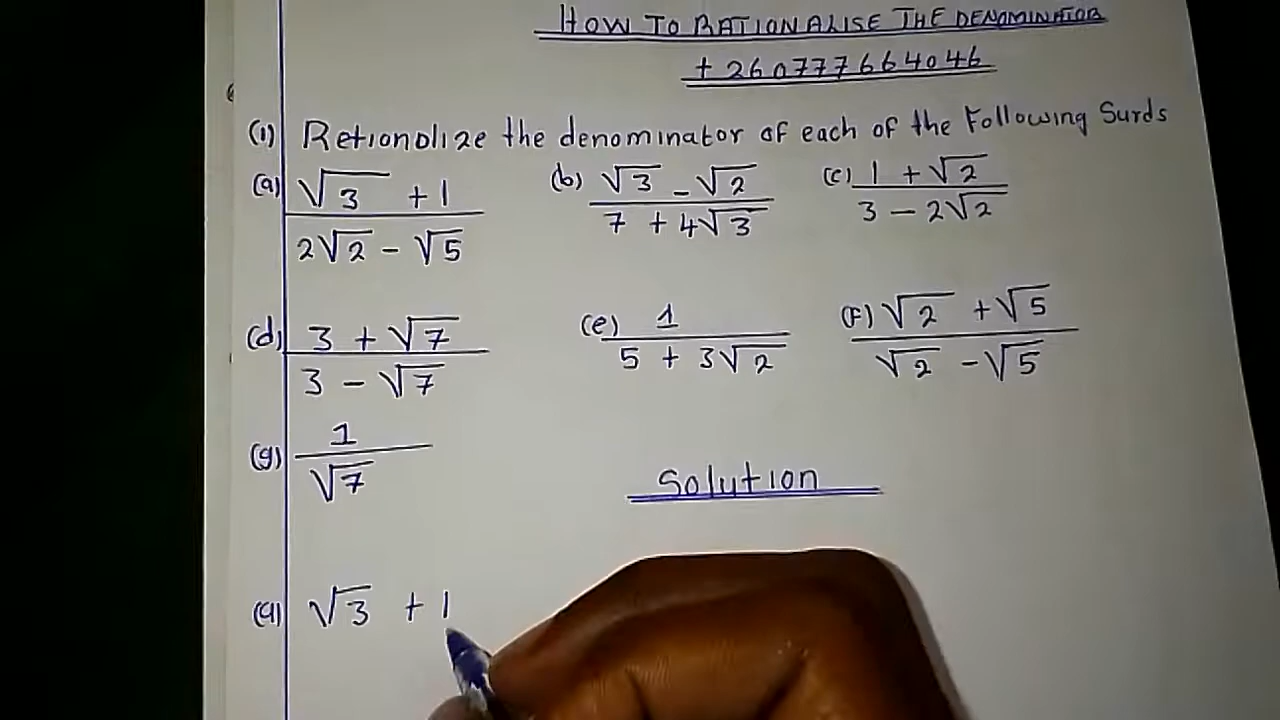 HOW TO RATIONALISE THE DENOMINATOR
+260777664046
(1) Retionolize the denominator of each of the Following Surds
(a) (√3 + 1)/(2√2 - √5) (b) (√3 - √2)/(7 + 4√3) (c) (1 + √2)/(3 - 2√2)
(d) (3 + √7)/(3 - √7) (e) 1/(5 + 3√2) (F) (√2 + √5)/(√2 - √5)
(g) 1/√7
Solution
(a) √3 + 1